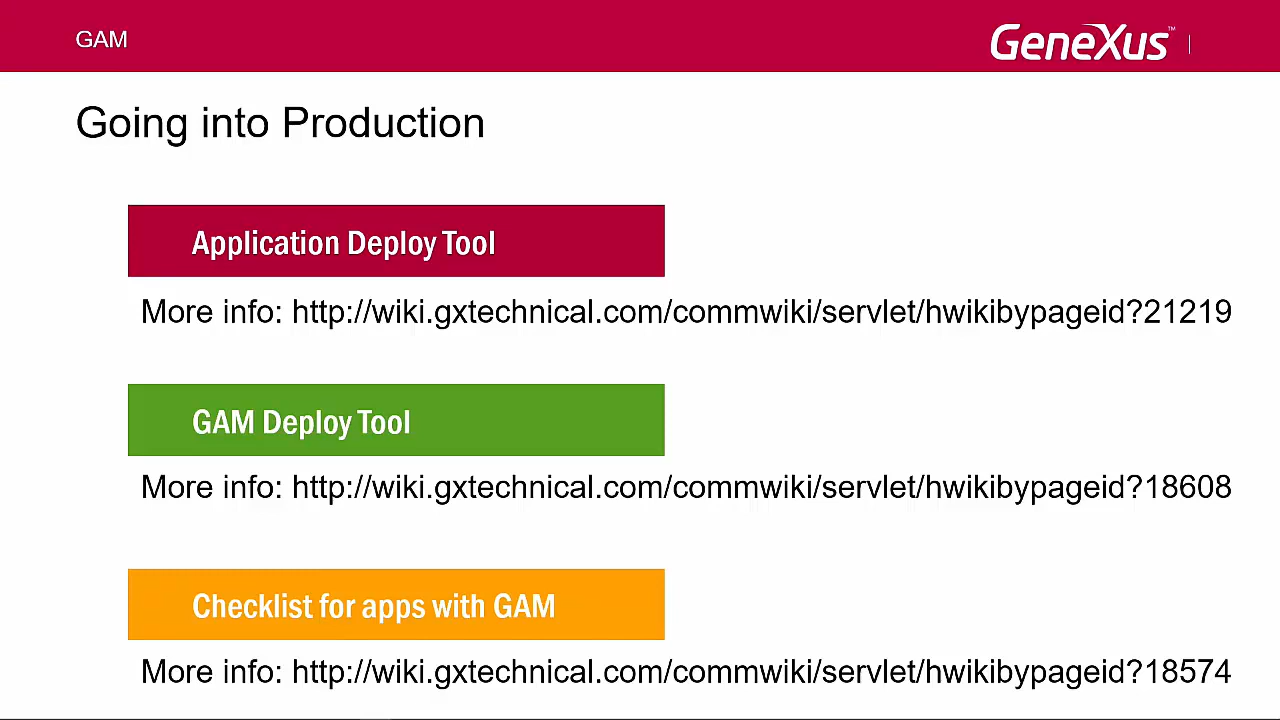 GAM
GeneXus™
Going into Production
Application Deploy Tool
More info: http://wiki.gxtechnical.com/commwiki/servlet/hwikibypageid?21219
GAM Deploy Tool
More info: http://wiki.gxtechnical.com/commwiki/servlet/hwikibypageid?18608
Checklist for apps with GAM
More info: http://wiki.gxtechnical.com/commwiki/servlet/hwikibypageid?18574